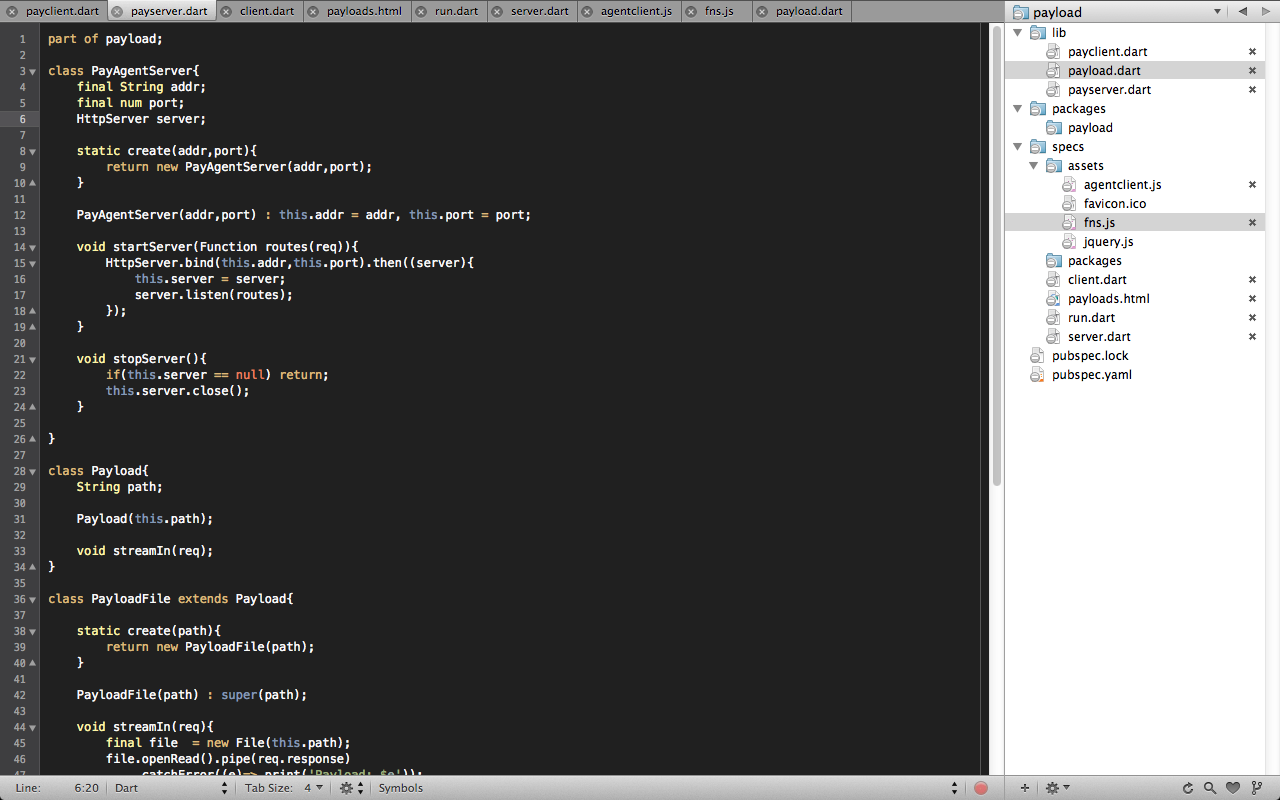 payclient.dart payserver.dart client.dart payloads.html run.dart server.dart agentclient.js fns.js payload.dart
1 part of payload;
2
3 class PayAgentServer{
4 final String addr;
5 final num port;
6 HttpServer server;
7
8 static create(addr,port){
9 return new PayAgentServer(addr,port);
10 }
11
12 PayAgentServer(addr,port) : this.addr = addr, this.port = port;
13
14 void startServer(Function routes(req)){
15 HttpServer.bind(this.addr,this.port).then((server){
16 this.server = server;
17 server.listen(routes);
18 });
19 }
20
21 void stopServer(){
22 if(this.server == null) return;
23 this.server.close();
24 }
25
26 }
27
28 class Payload{
29 String path;
30
31 Payload(this.path);
32
33 void streamIn(req);
34 }
35
36 class PayloadFile extends Payload{
37
38 static create(path){
39 return new PayloadFile(path);
40 }
41
42 PayloadFile(path) : super(path);
43
44 void streamIn(req){
45 final file = new File(this.path);
46 file.openRead().pipe(req.response)
47 .catchError((e)=> print('Payload: $e'));
Line: 6:20 Dart Tab Size: 4 Symbols
payload
lib
payclient.dart
payload.dart
payserver.dart
packages
payload
specs
assets
agentclient.js
favicon.ico
fns.js
jquery.js
packages
client.dart
payloads.html
run.dart
server.dart
pubspec.lock
pubspec.yaml